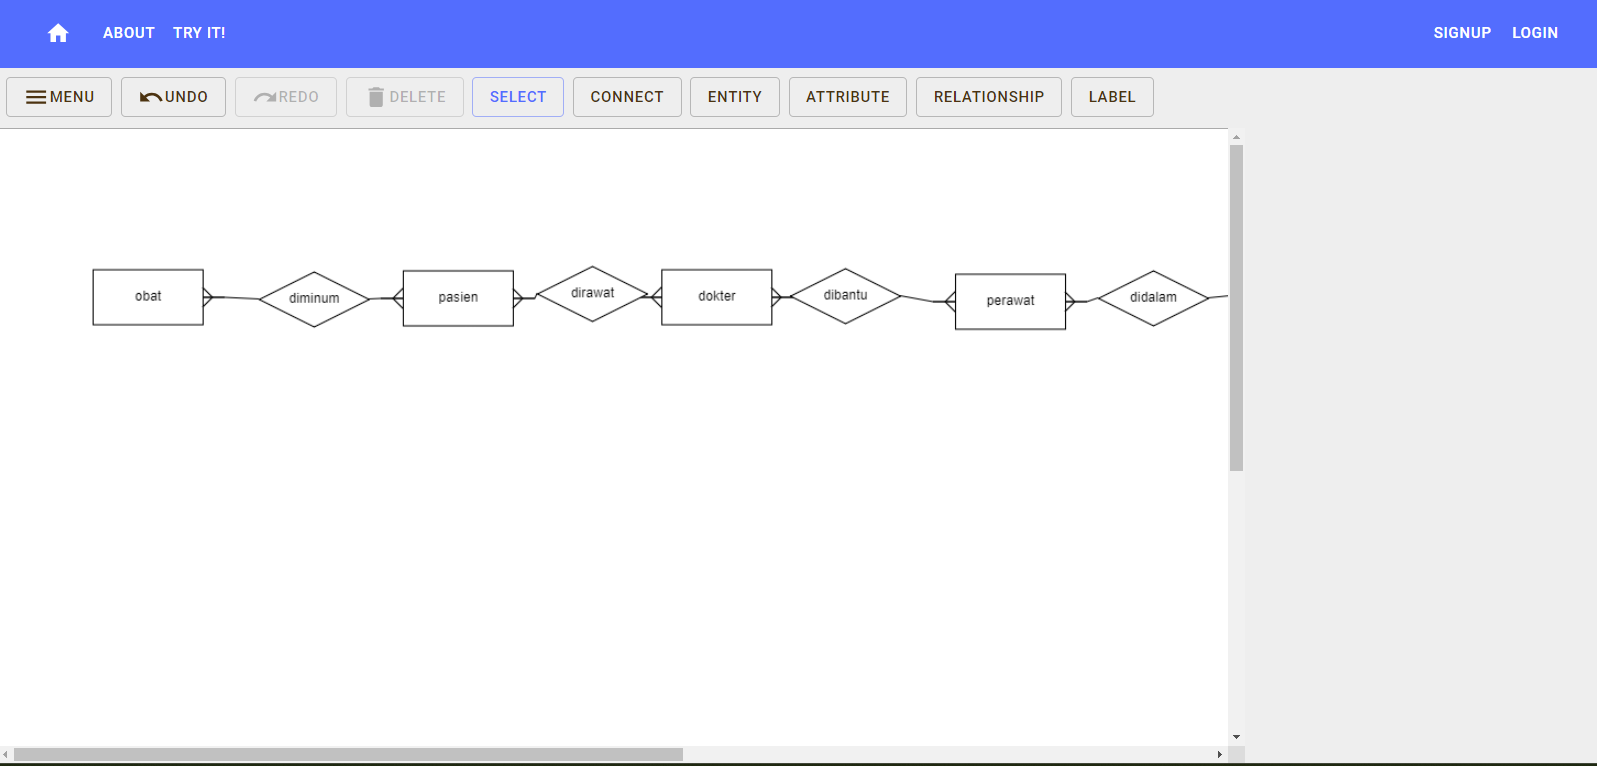 ABOUT TRY IT! SIGNUP LOGIN
MENU UNDO REDO DELETE SELECT CONNECT ENTITY ATTRIBUTE RELATIONSHIP LABEL
obat diminum pasien dirawat dokter dibantu perawat didalam